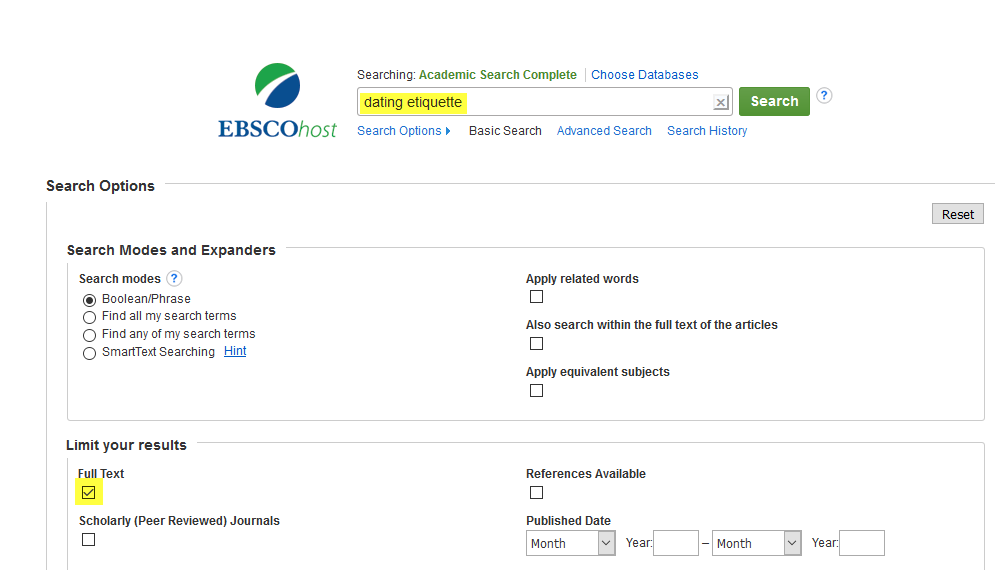 Searching: Academic Search Complete Choose Databases
dating etiquette
Search
?
EBSCOhost
Search Options Basic Search Advanced Search Search History
Search Options
Reset
Search Modes and Expanders
Search modes ?
Boolean/Phrase
Find all my search terms
Find any of my search terms
SmartText Searching Hint
Apply related words
Also search within the full text of the articles
Apply equivalent subjects
Limit your results
Full Text
References Available
Scholarly (Peer Reviewed) Journals
Published Date
Month Year: – Month Year: